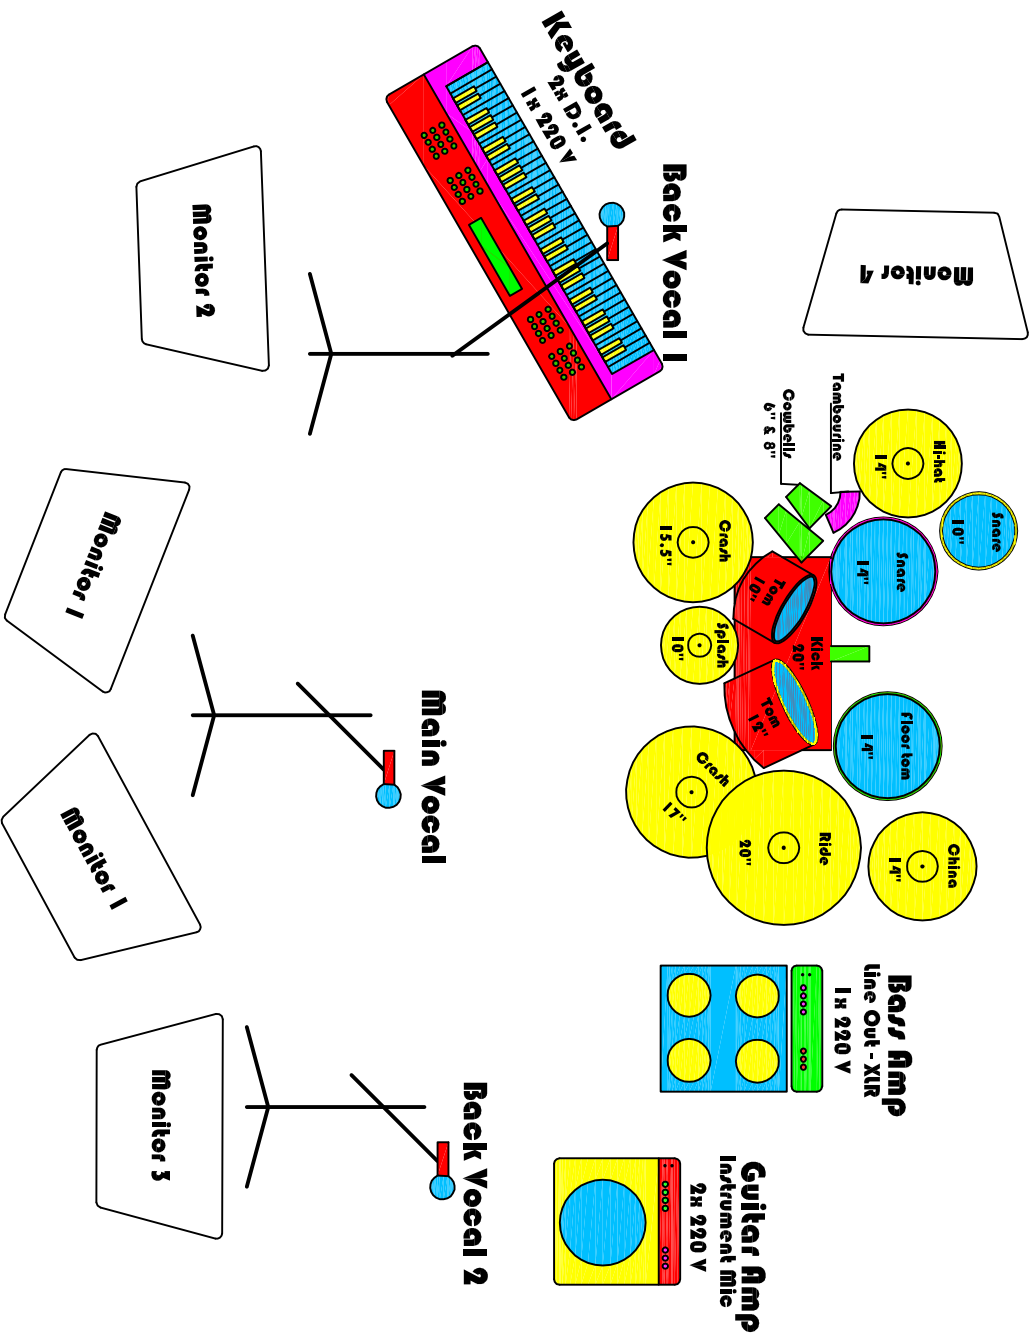 Keyboard
2x D.I.
1x 220 V
Back Vocal 1
Monitor 4
Monitor 2
Tambourine
Cowbells
6" & 8"
Hi-hat
14"
Snare
10"
Snare
14"
Crash
15.5"
Tom
10"
Splash
10"
Kick
20"
Tom
12"
Floor tom
14"
Crash
17"
Ride
20"
China
14"
Monitor 1
Main Vocal
Monitor 1
Bass Amp
Line Out - XLR
1x 220 V
Guitar Amp
Instrument Mic
2x 220 V
Back Vocal 2
Monitor 3